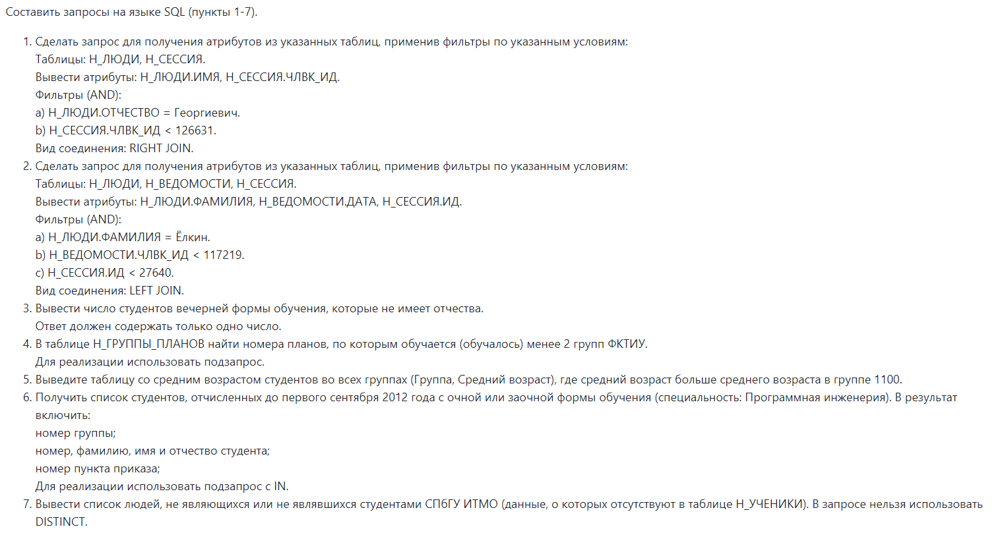 Составить запросы на языке SQL (пункты 1-7).
1. Сделать запрос для получения атрибутов из указанных таблиц, применив фильтры по указанным условиям:
Таблицы: Н_ЛЮДИ, Н_СЕССИЯ.
Вывести атрибуты: Н_ЛЮДИ.ИМЯ, Н_СЕССИЯ.ЧЛВК_ИД.
Фильтры (AND):
a) Н_ЛЮДИ.ОТЧЕСТВО = Георгиевич.
b) Н_СЕССИЯ.ЧЛВК_ИД < 126631.
Вид соединения: RIGHT JOIN.
2. Сделать запрос для получения атрибутов из указанных таблиц, применив фильтры по указанным условиям:
Таблицы: Н_ЛЮДИ, Н_ВЕДОМОСТИ, Н_СЕССИЯ.
Вывести атрибуты: Н_ЛЮДИ.ФАМИЛИЯ, Н_ВЕДОМОСТИ.ДАТА, Н_СЕССИЯ.ИД.
Фильтры (AND):
a) Н_ЛЮДИ.ФАМИЛИЯ = Ёлкин.
b) Н_ВЕДОМОСТИ.ЧЛВК_ИД < 117219.
c) Н_СЕССИЯ.ИД < 27640.
Вид соединения: LEFT JOIN.
3. Вывести число студентов вечерней формы обучения, которые не имеет отчества.
Ответ должен содержать только одно число.
4. В таблице Н_ГРУППЫ_ПЛАНОВ найти номера планов, по которым обучается (обучалось) менее 2 групп ФКТИУ.
Для реализации использовать подзапрос.
5. Выведите таблицу со средним возрастом студентов во всех группах (Группа, Средний возраст), где средний возраст больше среднего возраста в группе 1100.
6. Получить список студентов, отчисленных до первого сентября 2012 года с очной или заочной формы обучения (специальность: Программная инженерия). В результат
включить:
номер группы;
номер, фамилию, имя и отчество студента;
номер пункта приказа;
Для реализации использовать подзапрос с IN.
7. Вывести список людей, не являющихся или не являвшихся студентами СПбГУ ИТМО (данные, о которых отсутствуют в таблице Н_УЧЕНИКИ). В запросе нельзя использовать
DISTINCT.